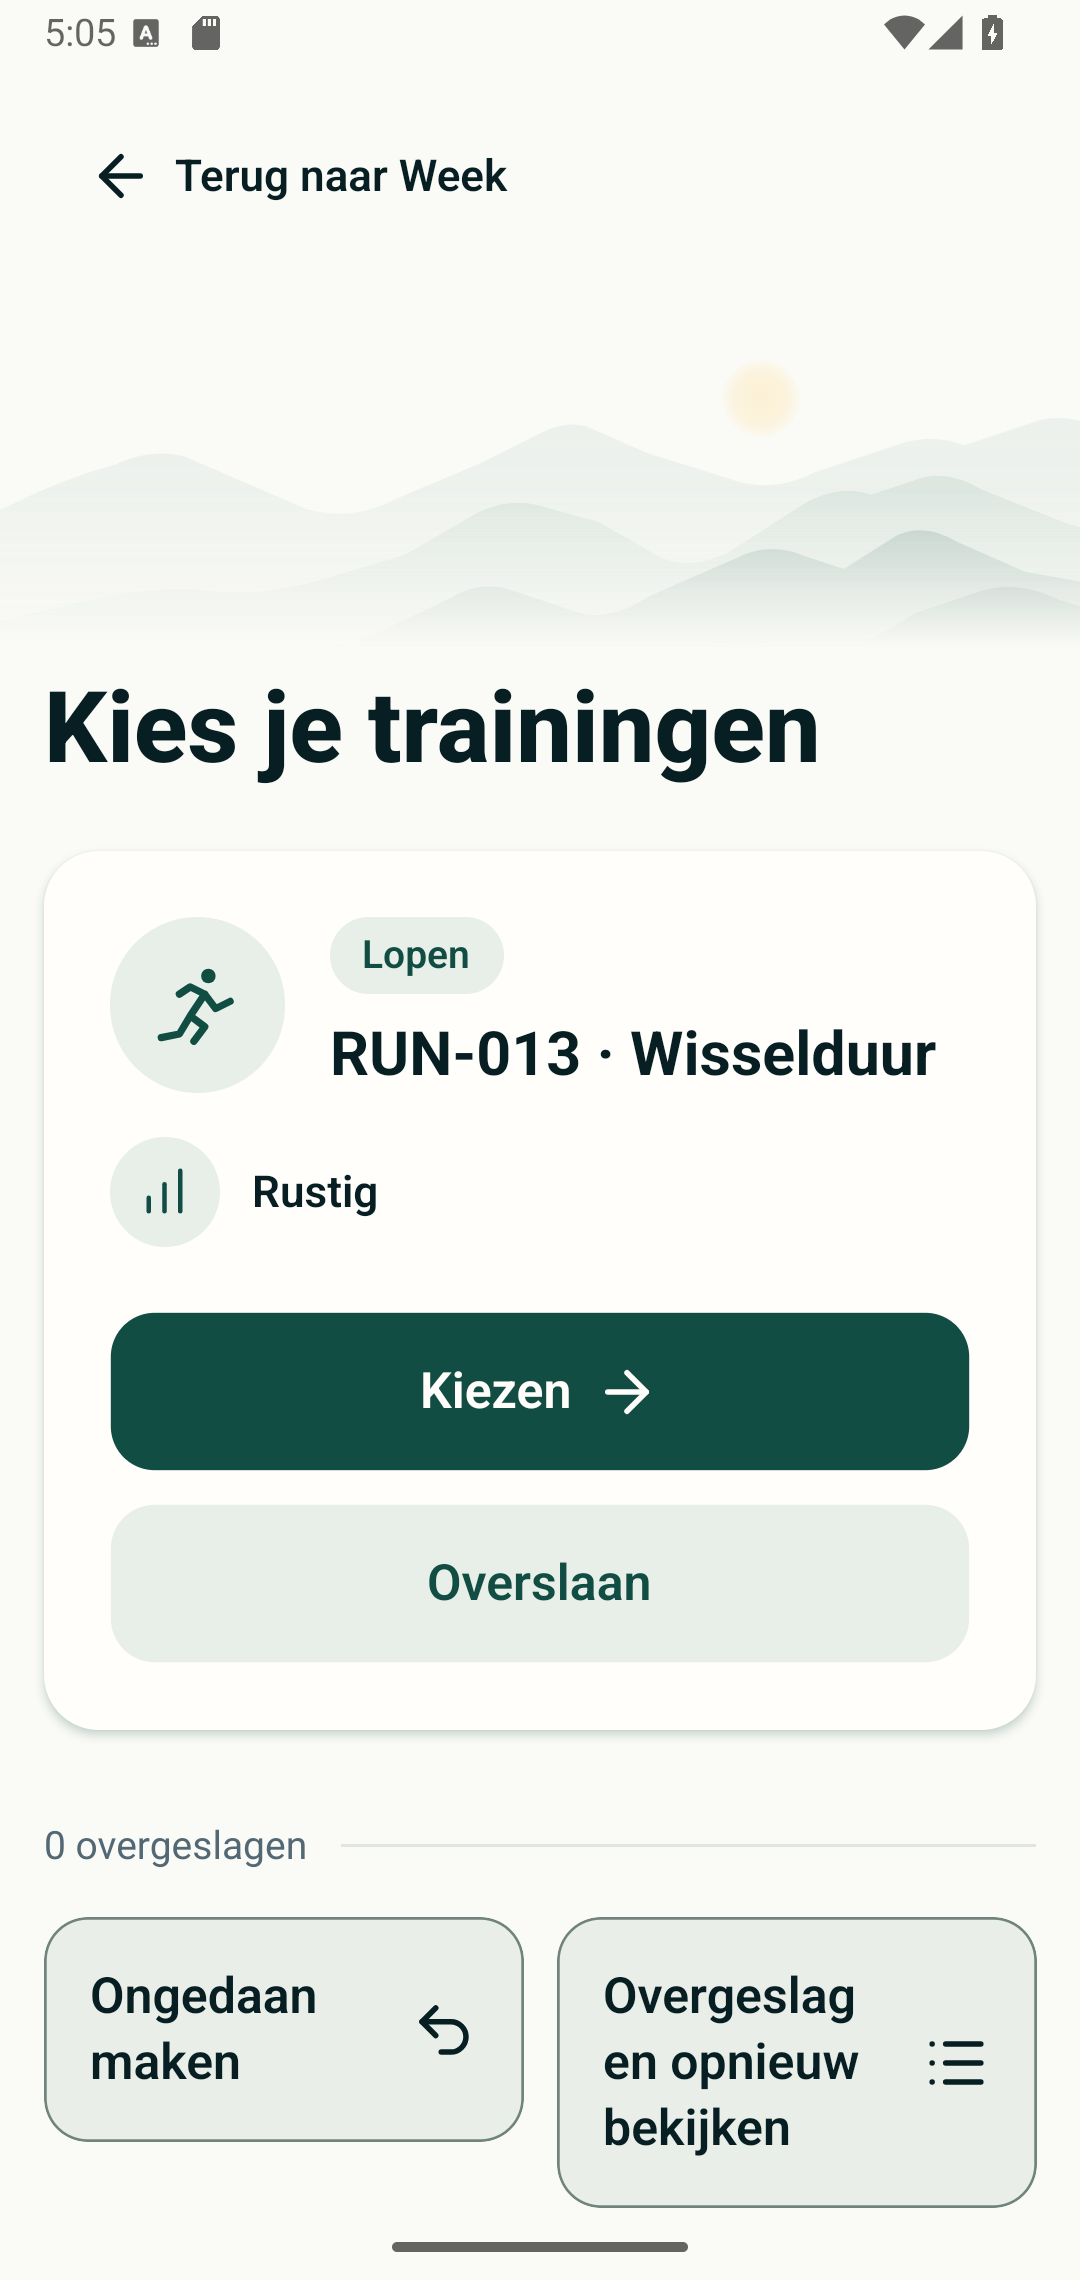 5:05
Terug naar Week
Kies je trainingen
Lopen
RUN-013 · Wisselduur
Rustig
Kiezen
Overslaan
0 overgeslagen
Ongedaan
maken
Overgeslag
en opnieuw
bekijken